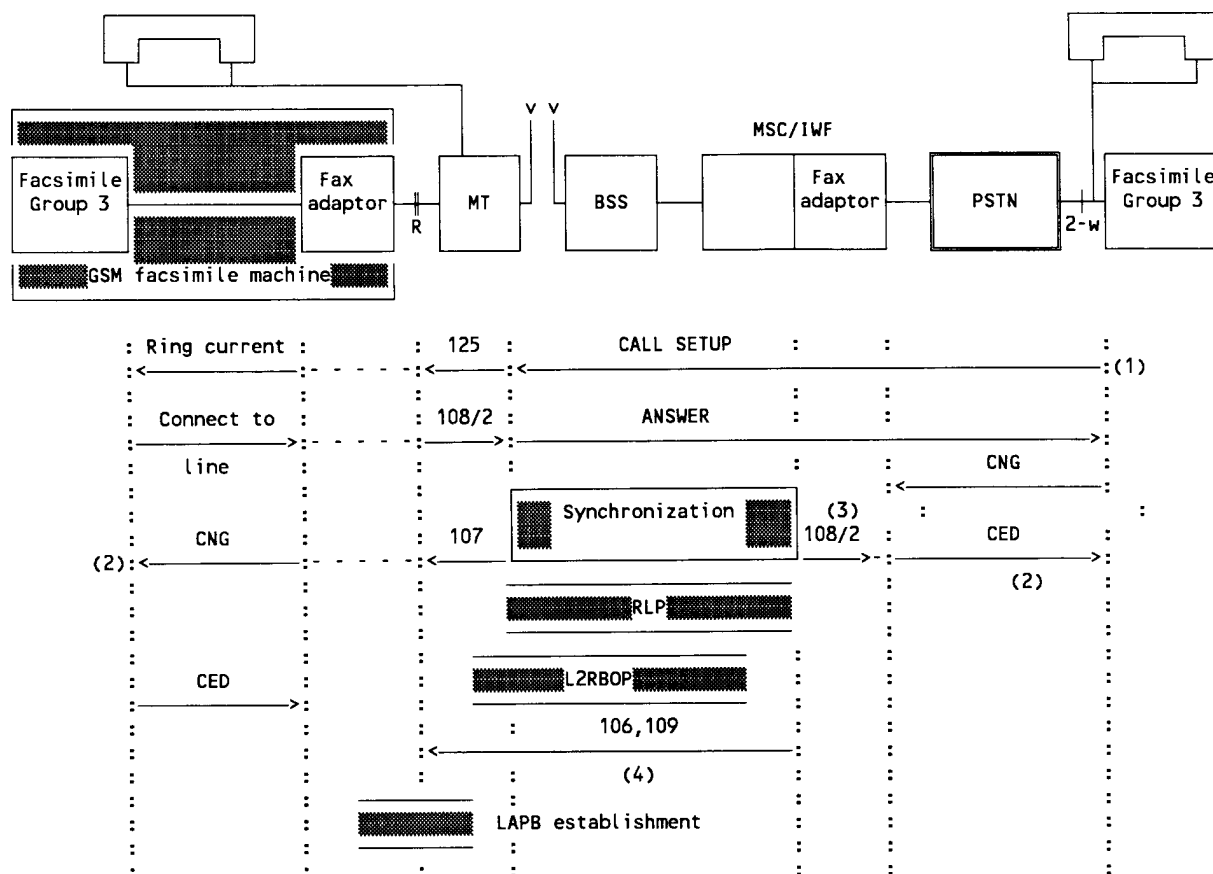 MSC/IWF
Facsimile
Group 3
Fax
adaptor
R
MT
BSS
Fax
adaptor
PSTN
2-w
Facsimile
Group 3
GSM facsimile machine
Ring current
125
CALL SETUP
(1)
Connect to
line
108/2
ANSWER
CNG
Synchronization
(3)
CNG
107
108/2
CED
(2)
(2)
RLP
CED
L2RBOP
106,109
(4)
LAPB establishment